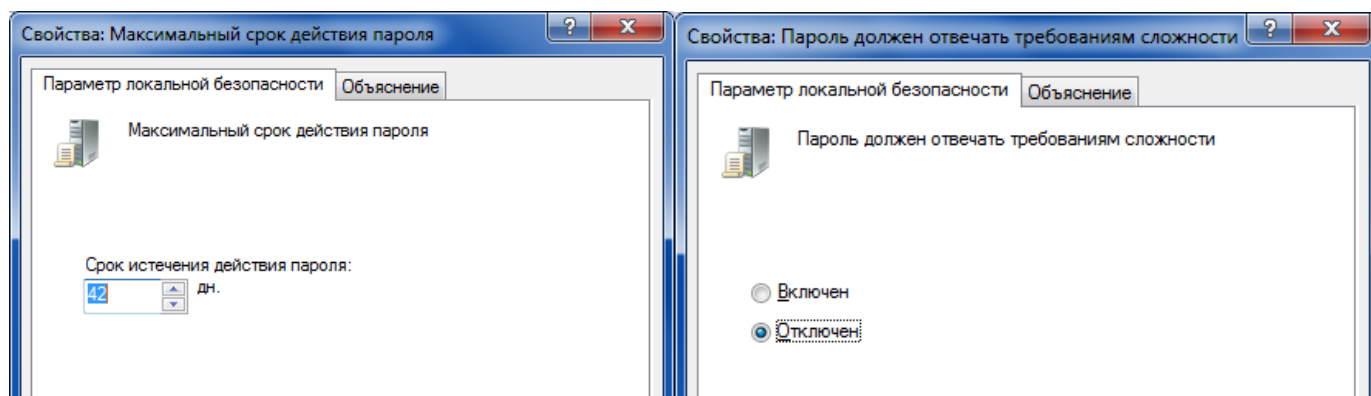 Свойства: Максимальный срок действия пароля
Параметр локальной безопасности
Объяснение
Максимальный срок действия пароля
Срок истечения действия пароля:
42 дн.
Свойства: Пароль должен отвечать требованиям сложности
Параметр локальной безопасности
Объяснение
Пароль должен отвечать требованиям сложности
Включен
Отключен